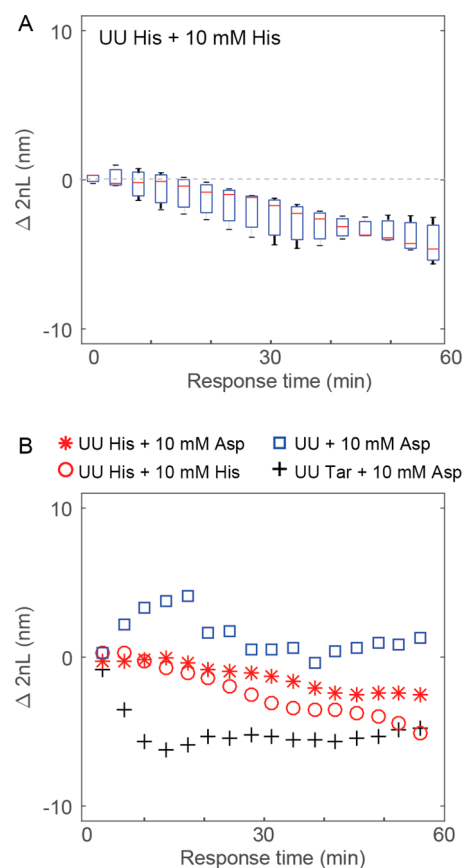 A
UU His + 10 mM His
10
0
-10
Δ 2nL (nm)
0 30 60
Response time (min)
B
UU His + 10 mM Asp UU + 10 mM Asp
UU His + 10 mM His UU Tar + 10 mM Asp
10
0
-10
Δ 2nL (nm)
0 30 60
Response time (min)